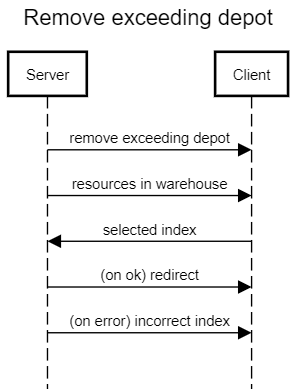 Remove exceeding depot
Server
Client
remove exceeding depot
resources in warehouse
selected index
(on ok) redirect
(on error) incorrect index